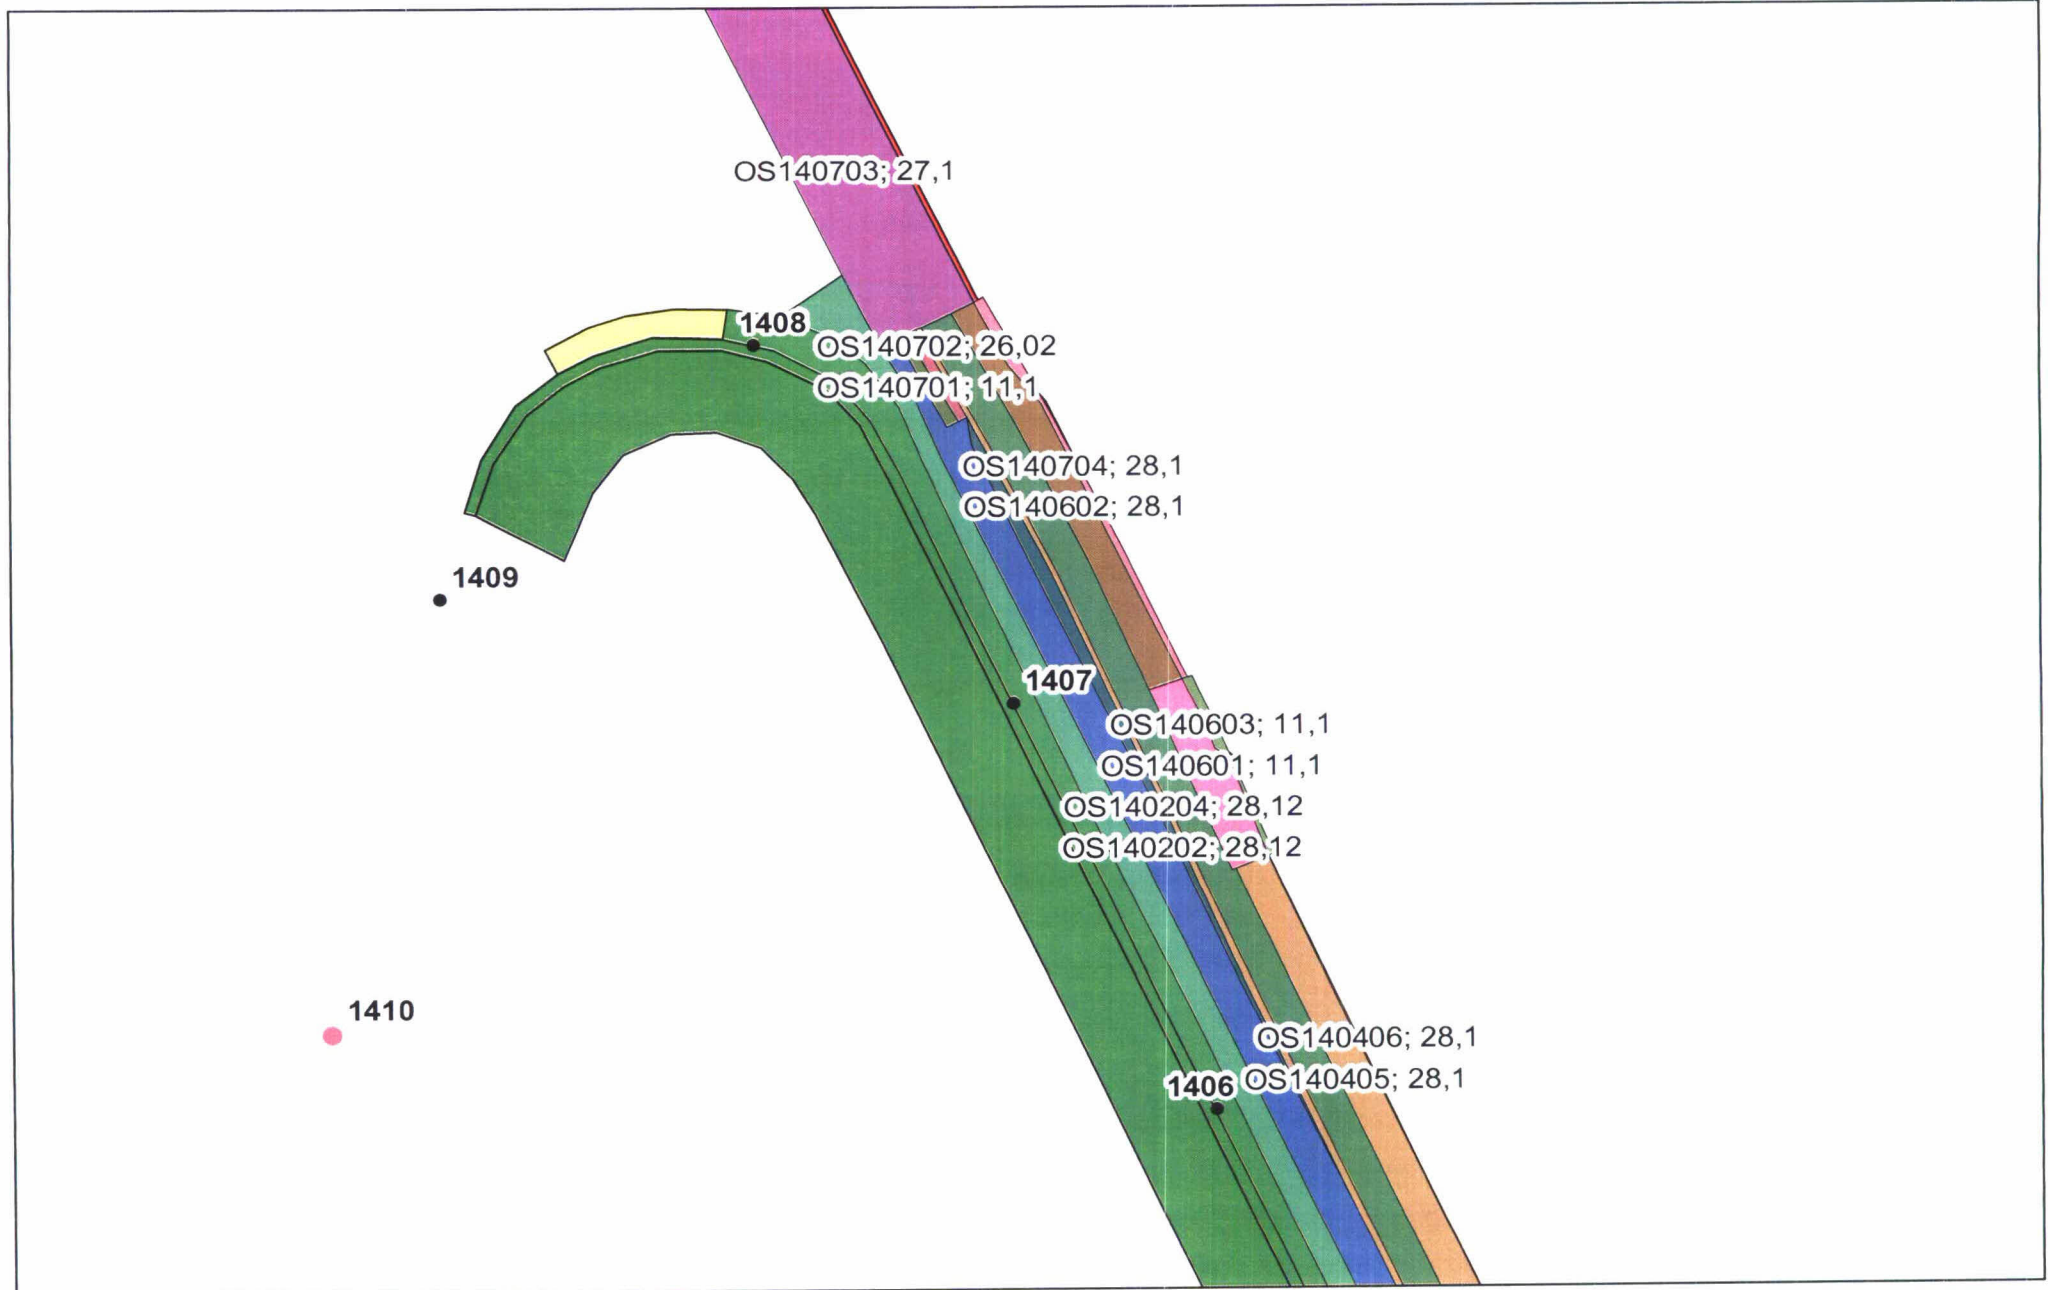 OS140703; 27,1
1408
OS140702; 26,02
OS140701; 11,1
OS140704; 28,1
OS140602; 28,1
1409
1407
OS140603; 11,1
OS140601; 11,1
OS140204; 28,12
OS140202; 28,12
1410
OS140406; 28,1
1406 OS140405; 28,1